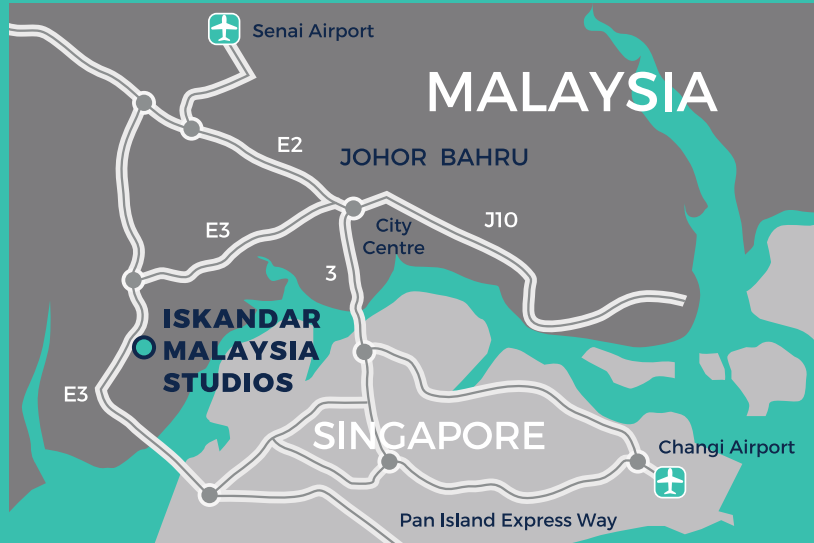 Senai Airport
MALAYSIA
E2
JOHOR BAHRU
E3
City
Centre
J10
3
ISKANDAR
MALAYSIA
STUDIOS
E3
SINGAPORE
Changi Airport
Pan Island Express Way